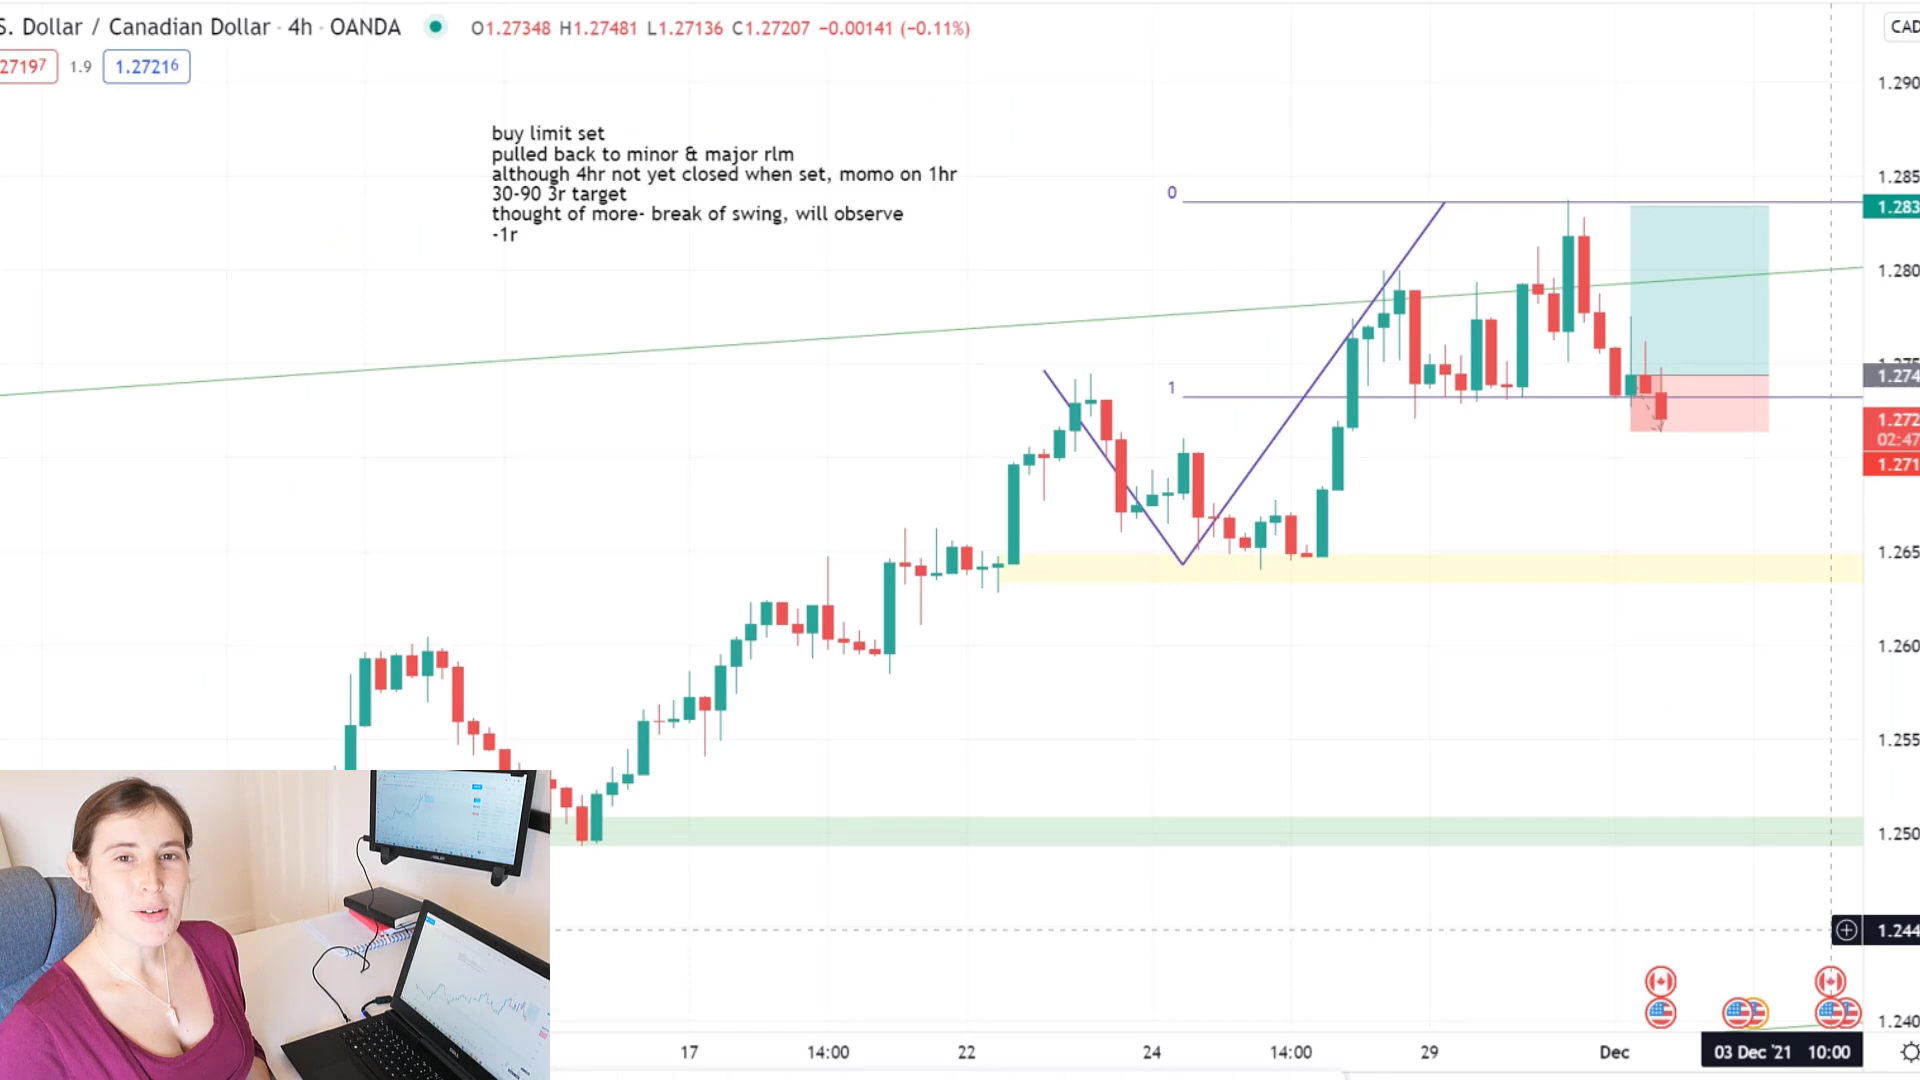 S. Dollar / Canadian Dollar · 4h · OANDA O1.27348 H1.27481 L1.27136 C1.27207 −0.00141 (−0.11%)
CAD
27197 1.9 1.27216
1.290
buy limit set
pulled back to minor & major rlm
although 4hr not yet closed when set, momo on 1hr
30-90 3r target
thought of more- break of swing, will observe
-1r
1.285
0
1.283
1.280
1.275
1.274
1
1.272
02:47
1.271
1.265
1.260
1.255
1.250
1.244
1.240
17 14:00 22 24 14:00 29 Dec 03 Dec '21 10:00